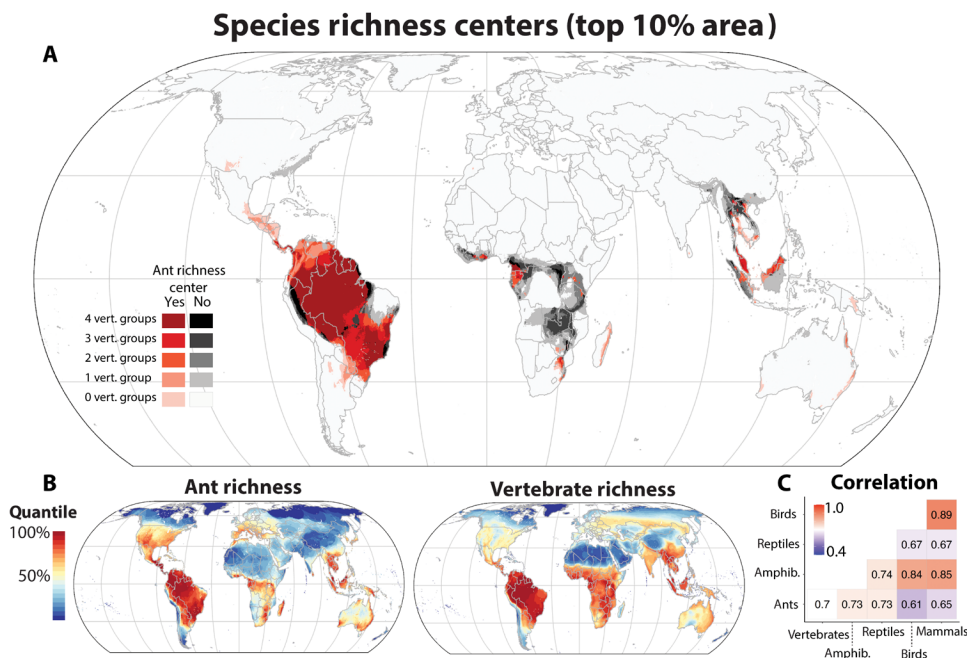 Species richness centers (top 10% area)
A
Ant richness
center
Yes No
4 vert. groups
3 vert. groups
2 vert. groups
1 vert. group
0 vert. groups
B
Ant richness
Vertebrate richness
Quantile
100%
50%
C
Correlation
1.0
0.4
Birds 0.89
Reptiles 0.67 0.67
Amphib. 0.74 0.84 0.85
Ants 0.7 0.73 0.73 0.61 0.65
Vertebrates Reptiles Mammals
Amphib. Birds